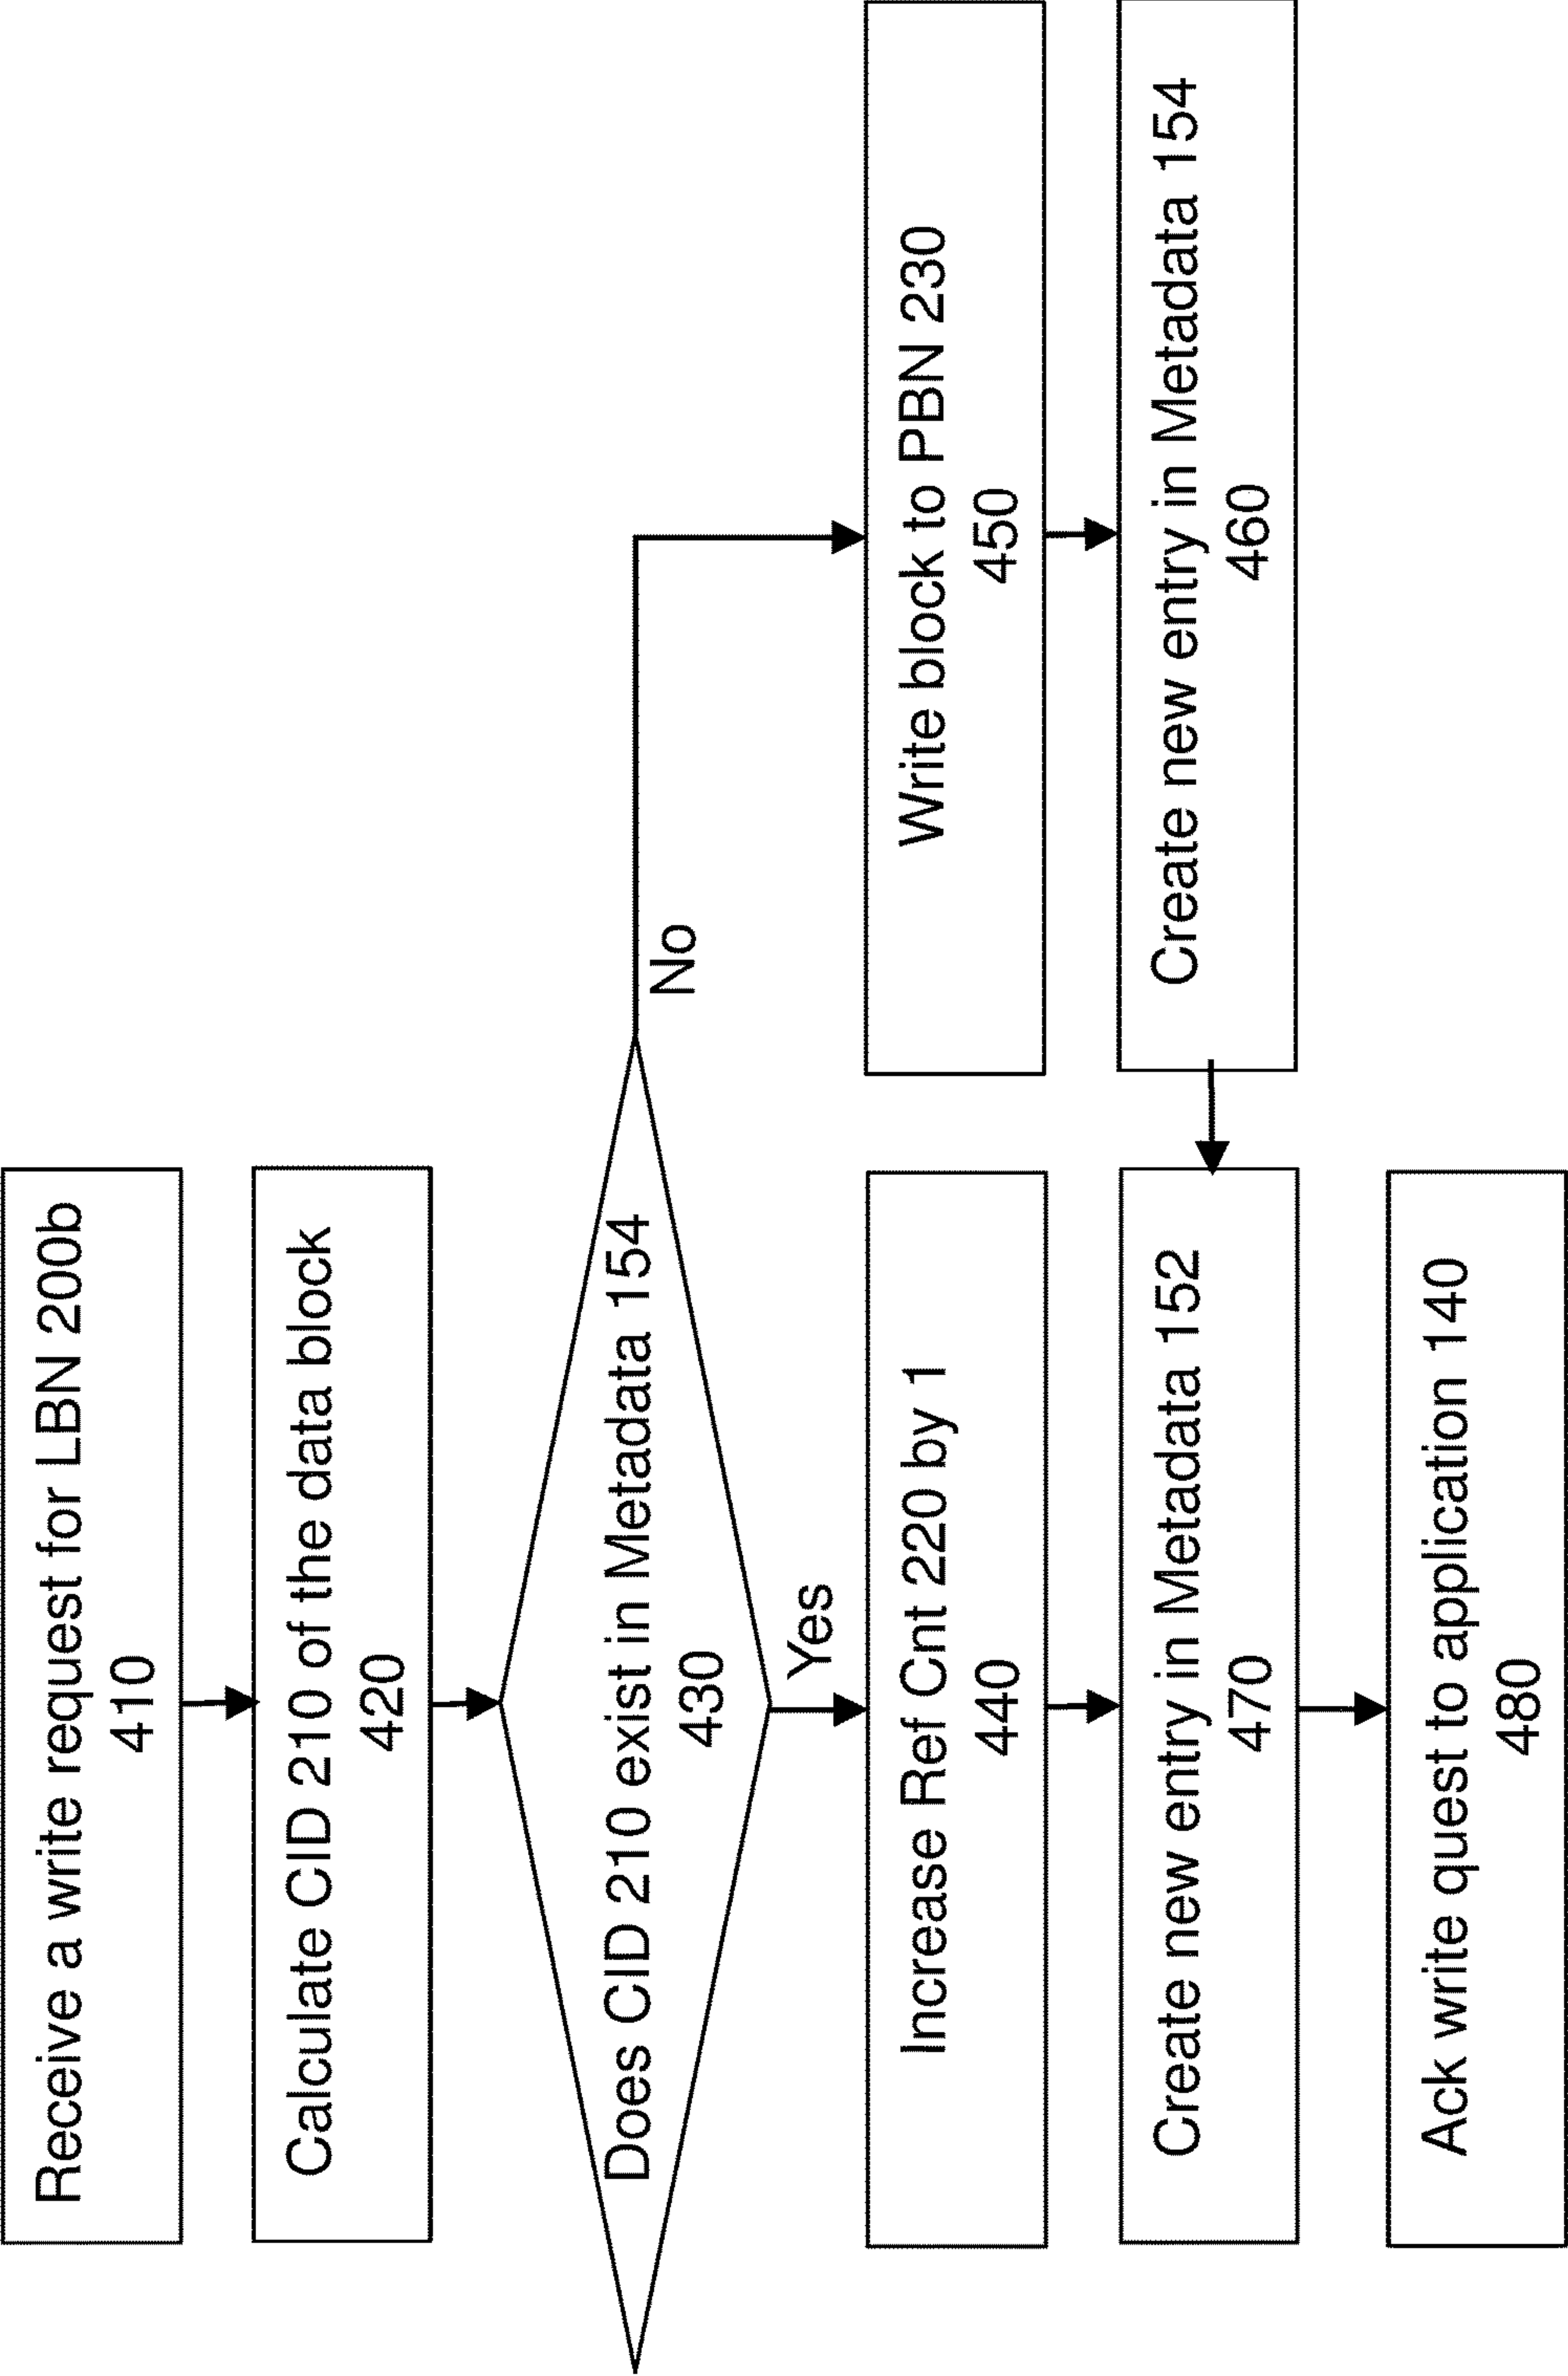 Receive a write request for LBN 200b
410
Calculate CID 210 of the data block
420
Does CID 210 exist in Metadata 154
430
No
Yes
Increase Ref Cnt 220 by 1
440
Write block to PBN 230
450
Create new entry in Metadata 154
460
Create new entry in Metadata 152
470
Ack write quest to application 140
480